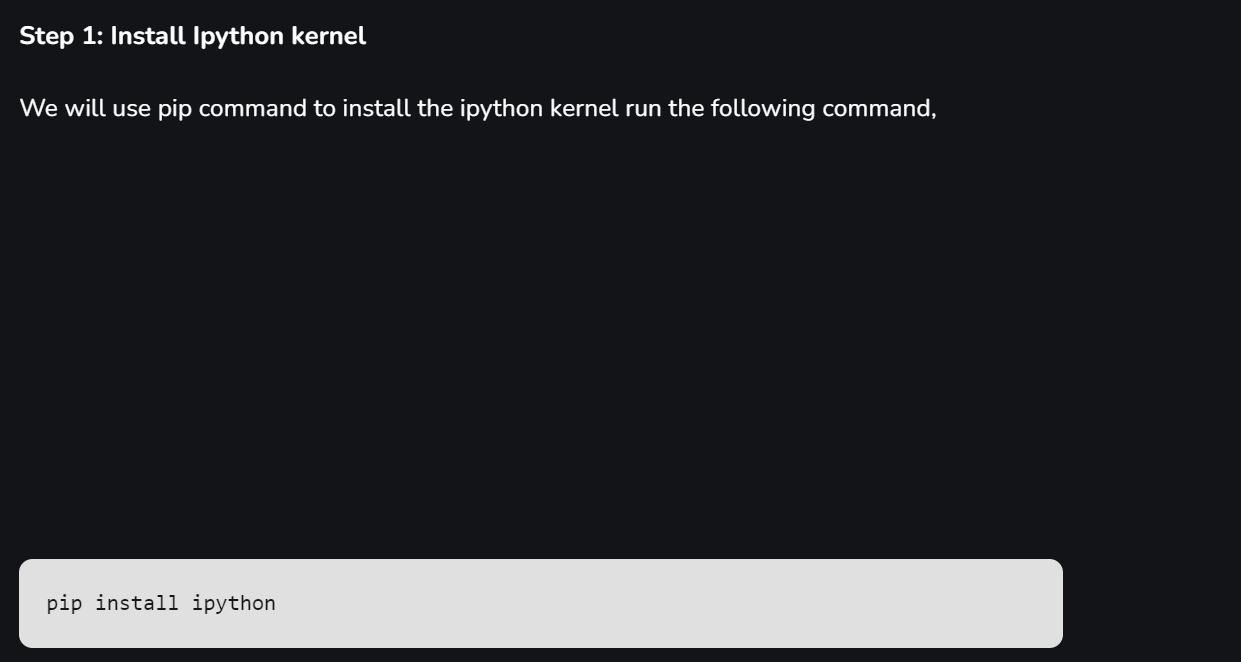 Step 1: Install Ipython kernel
We will use pip command to install the ipython kernel run the following command,
pip install ipython